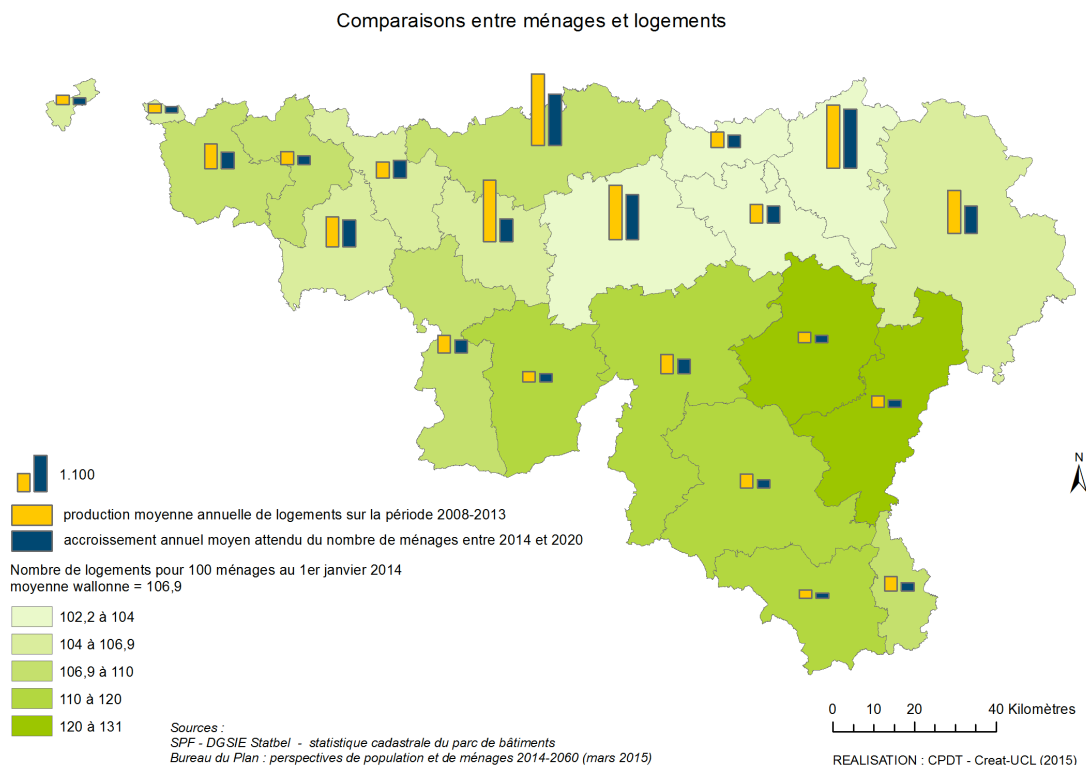 Comparaisons entre ménages et logements
1.100
production moyenne annuelle de logements sur la période 2008-2013
accroissement annuel moyen attendu du nombre de ménages entre 2014 et 2020
Nombre de logements pour 100 ménages au 1er janvier 2014
moyenne wallonne = 106,9
102,2 à 104
104 à 106,9
106,9 à 110
110 à 120
120 à 131
Sources :
SPF - DGSIE Statbel - statistique cadastrale du parc de bâtiments
Bureau du Plan : perspectives de population et de ménages 2014-2060 (mars 2015)
N
0 10 20 40 Kilomètres
REALISATION : CPDT - Creat-UCL (2015)